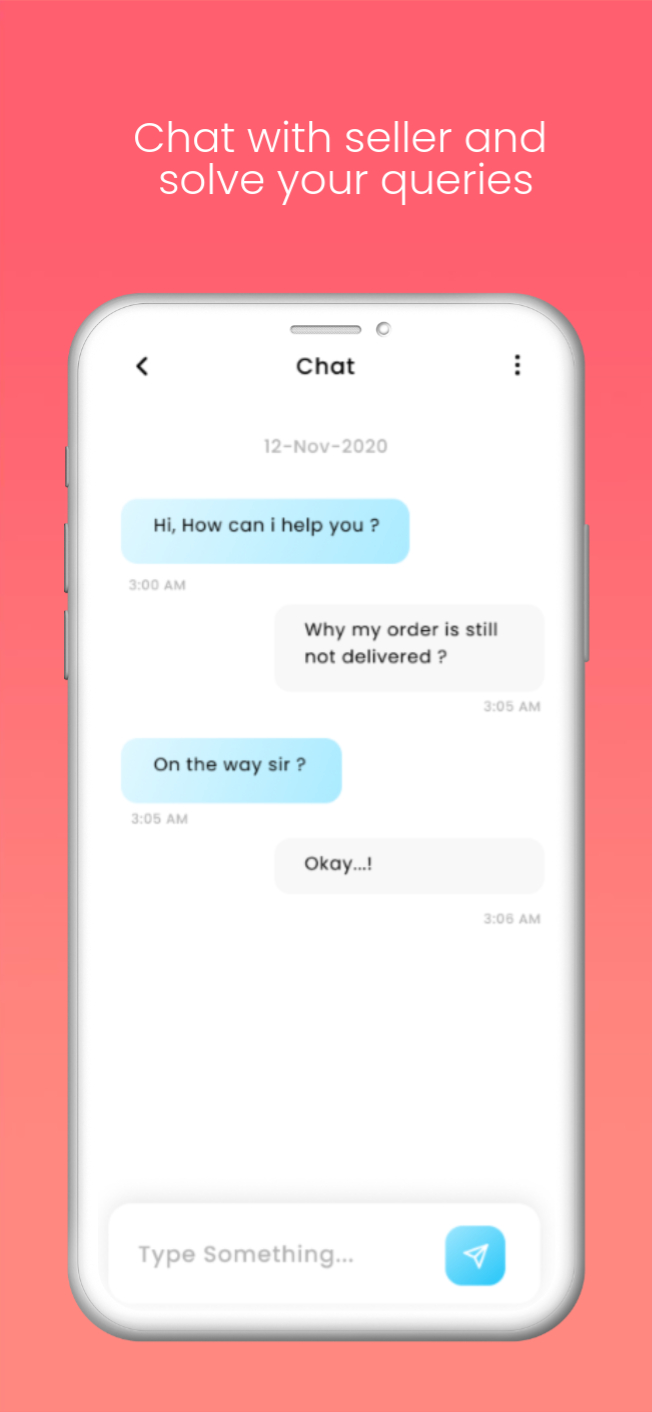 Chat with seller and
solve your queries
Chat
12-Nov-2020
Hi, How can i help you ?
3:00 AM
Why my order is still
not delivered ?
3:05 AM
On the way sir ?
3:05 AM
Okay...!
3:06 AM
Type Something...